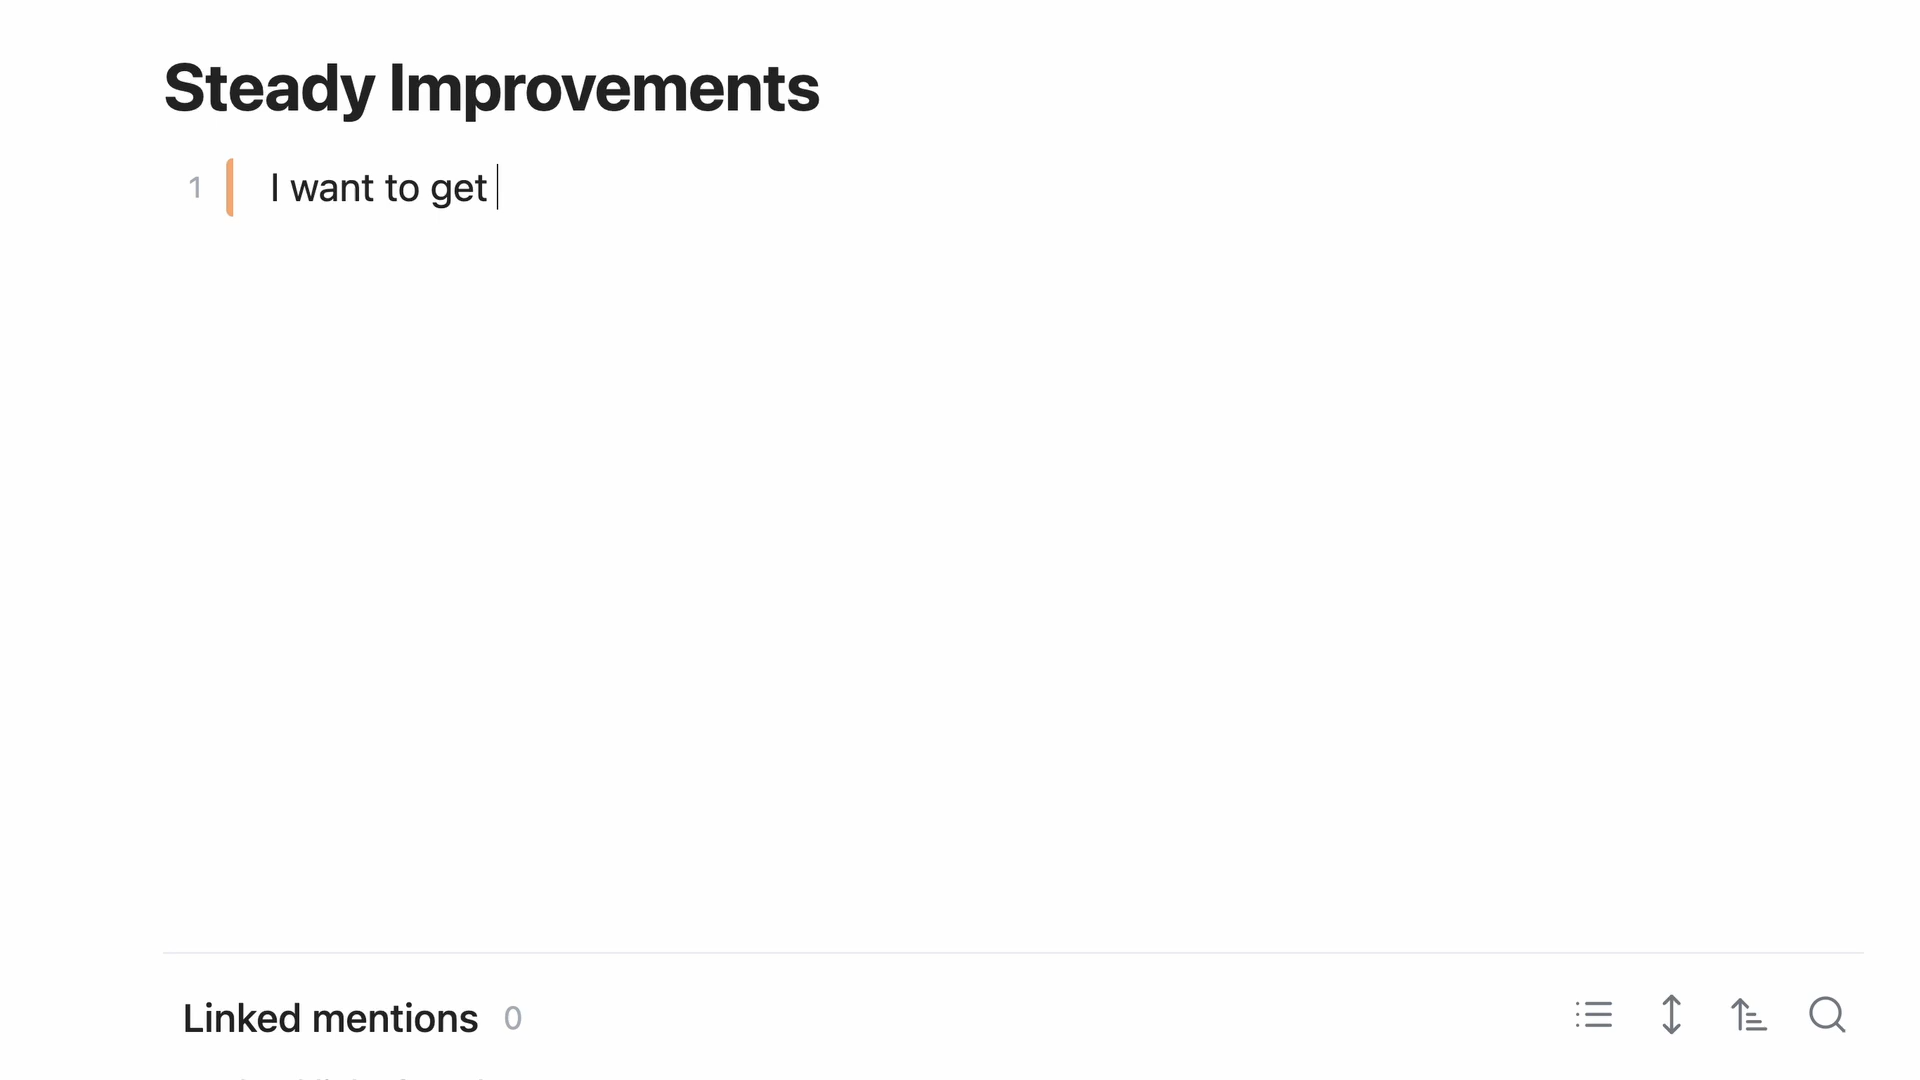 Steady Improvements
1 I want to get
Linked mentions 0